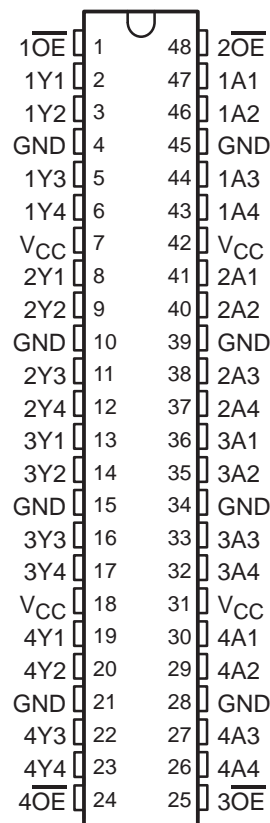 1O̅E̅ 1 48 2O̅E̅
1Y1 2 47 1A1
1Y2 3 46 1A2
GND 4 45 GND
1Y3 5 44 1A3
1Y4 6 43 1A4
VCC 7 42 VCC
2Y1 8 41 2A1
2Y2 9 40 2A2
GND 10 39 GND
2Y3 11 38 2A3
2Y4 12 37 2A4
3Y1 13 36 3A1
3Y2 14 35 3A2
GND 15 34 GND
3Y3 16 33 3A3
3Y4 17 32 3A4
VCC 18 31 VCC
4Y1 19 30 4A1
4Y2 20 29 4A2
GND 21 28 GND
4Y3 22 27 4A3
4Y4 23 26 4A4
4O̅E̅ 24 25 3O̅E̅